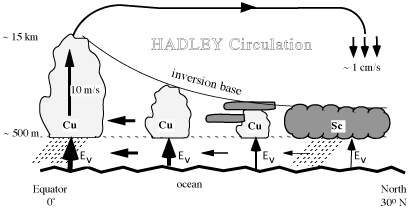 ~ 15 km
HADLEY Circulation
~ 1 cm/s
inversion base
10 m/s
Cu
Cu
Cu
Sc
~ 500 m
Ev
Ev
Ev
Ev
ocean
Equator
0°
North
30º N